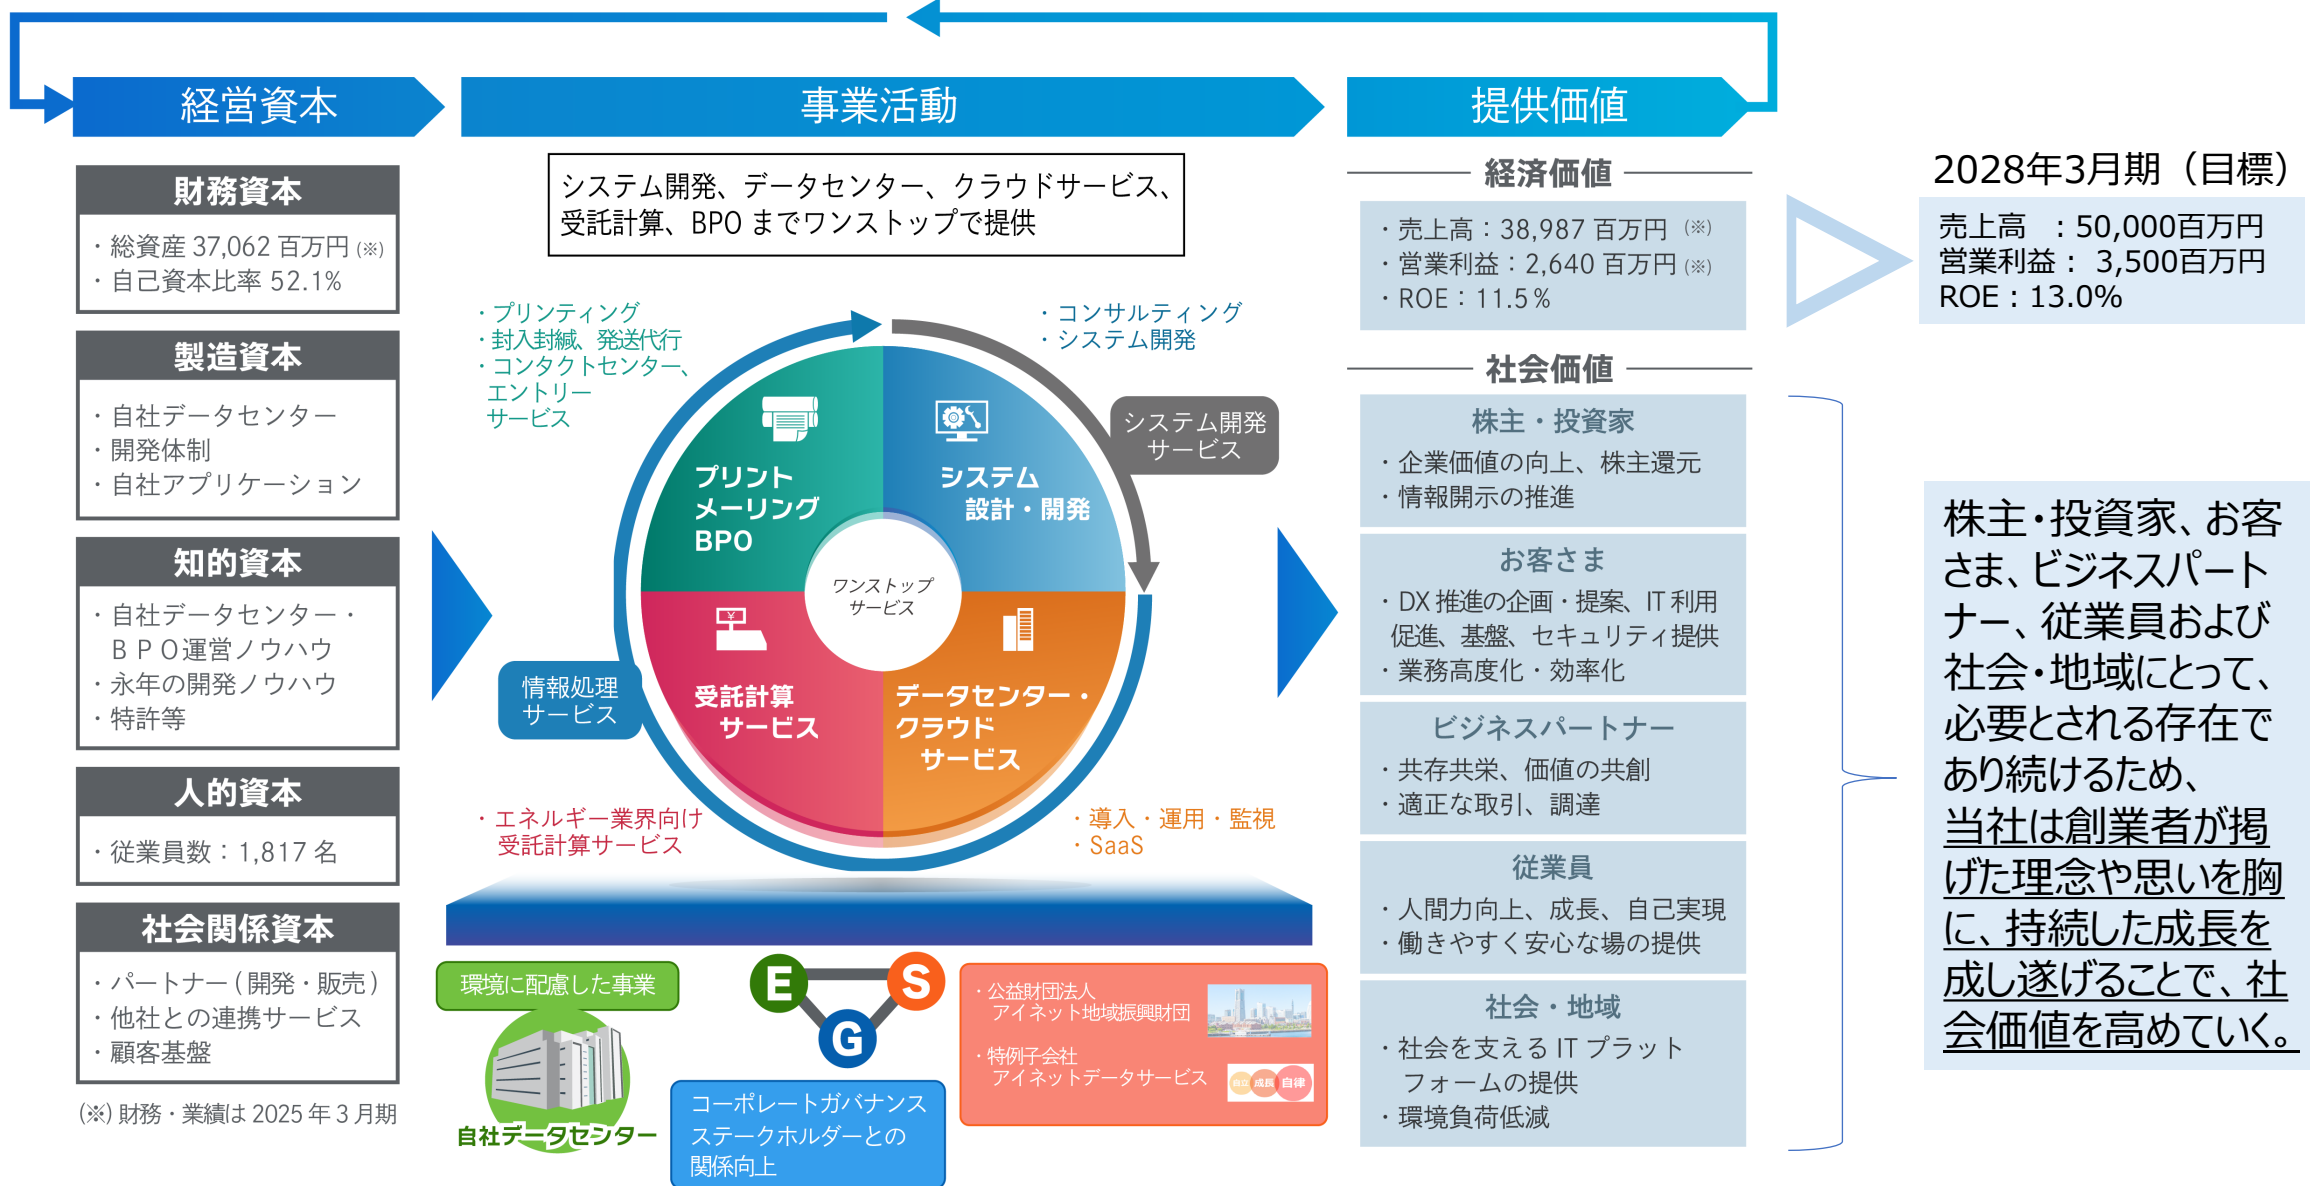 経営資本
事業活動
提供価値
財務資本
・総資産 37,062 百万円 (※)
・自己資本比率 52.1%
製造資本
・自社データセンター
・開発体制
・自社アプリケーション
知的資本
・自社データセンター・
ＢＰＯ運営ノウハウ
・永年の開発ノウハウ
・特許等
人的資本
・従業員数：1,817 名
社会関係資本
・パートナー ( 開発・販売 )
・他社との連携サービス
・顧客基盤
(※) 財務・業績は 2025 年 3 月期
システム開発、データセンター、クラウドサービス、
受託計算、BPO までワンストップで提供
・プリンティング
・封入封緘、発送代行
・コンタクトセンター、
エントリー
サービス
・コンサルティング
・システム開発
システム開発
サービス
プリント
メーリング
BPO
システム
設計・開発
ワンストップ
サービス
情報処理
サービス
受託計算
サービス
データセンター・
クラウド
サービス
・エネルギー業界向け
受託計算サービス
・導入・運用・監視
・SaaS
環境に配慮した事業
自社データセンター
E
S
G
コーポレートガバナンス
ステークホルダーとの
関係向上
・公益財団法人
アイネット地域振興財団
・特例子会社
アイネットデータサービス
自立 成長 自律
経済価値
・売上高：38,987 百万円 (※)
・営業利益：2,640 百万円 (※)
・ROE：11.5％
社会価値
株主・投資家
・企業価値の向上、株主還元
・情報開示の推進
お客さま
・DX 推進の企画・提案、IT 利用
促進、基盤、セキュリティ提供
・業務高度化・効率化
ビジネスパートナー
・共存共栄、価値の共創
・適正な取引、調達
従業員
・人間力向上、成長、自己実現
・働きやすく安心な場の提供
社会・地域
・社会を支える IT プラット
フォームの提供
・環境負荷低減
2028年3月期（目標）
売上高 ：50,000百万円
営業利益： 3,500百万円
ROE：13.0%
株主・投資家、お客
さま、ビジネスパート
ナー、従業員および
社会・地域にとって、
必要とされる存在で
あり続けるため、
当社は創業者が掲
げた理念や思いを胸
に、持続した成長を
成し遂げることで、社
会価値を高めていく。